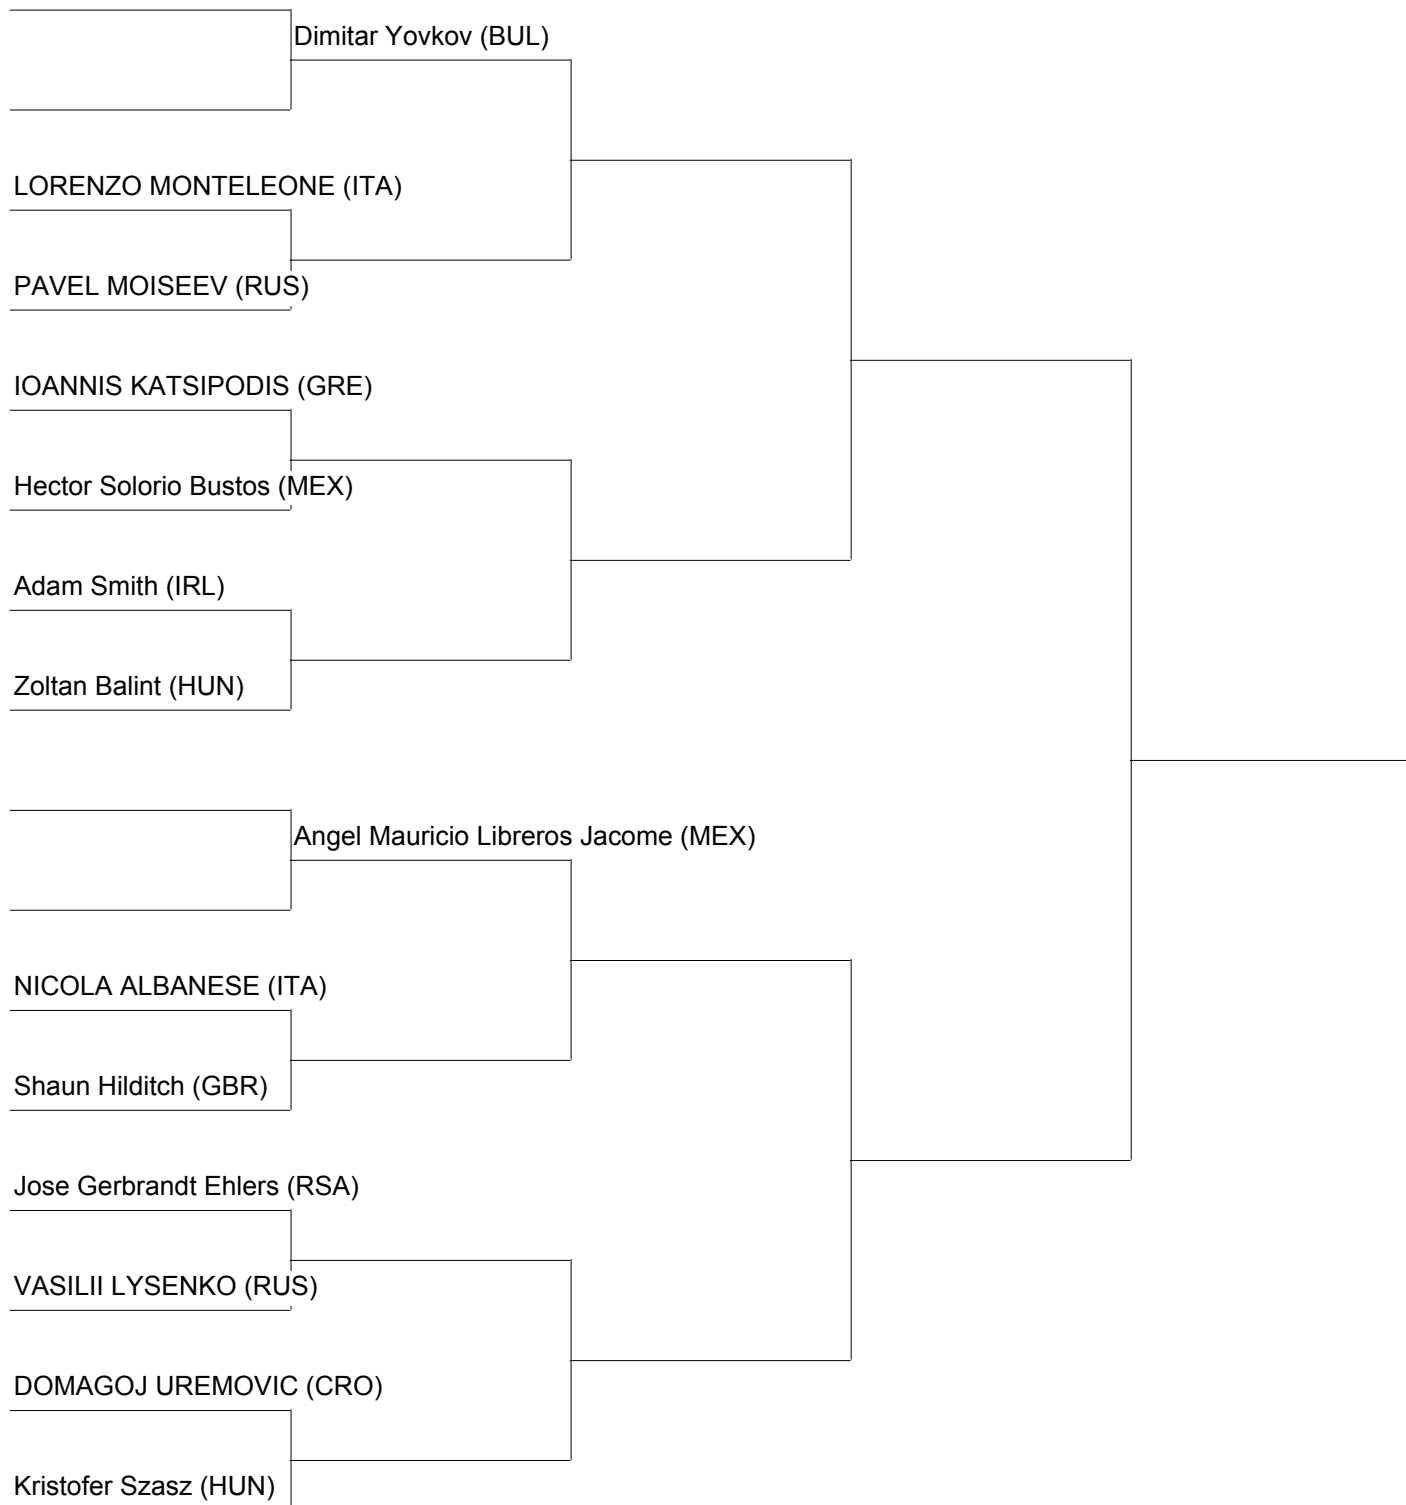 Dimitar Yovkov (BUL)
LORENZO MONTELEONE (ITA)
PAVEL MOISEEV (RUS)
IOANNIS KATSIPODIS (GRE)
Hector Solorio Bustos (MEX)
Adam Smith (IRL)
Zoltan Balint (HUN)
Angel Mauricio Libreros Jacome (MEX)
NICOLA ALBANESE (ITA)
Shaun Hilditch (GBR)
Jose Gerbrandt Ehlers (RSA)
VASILII LYSENKO (RUS)
DOMAGOJ UREMOVIC (CRO)
Kristofer Szasz (HUN)